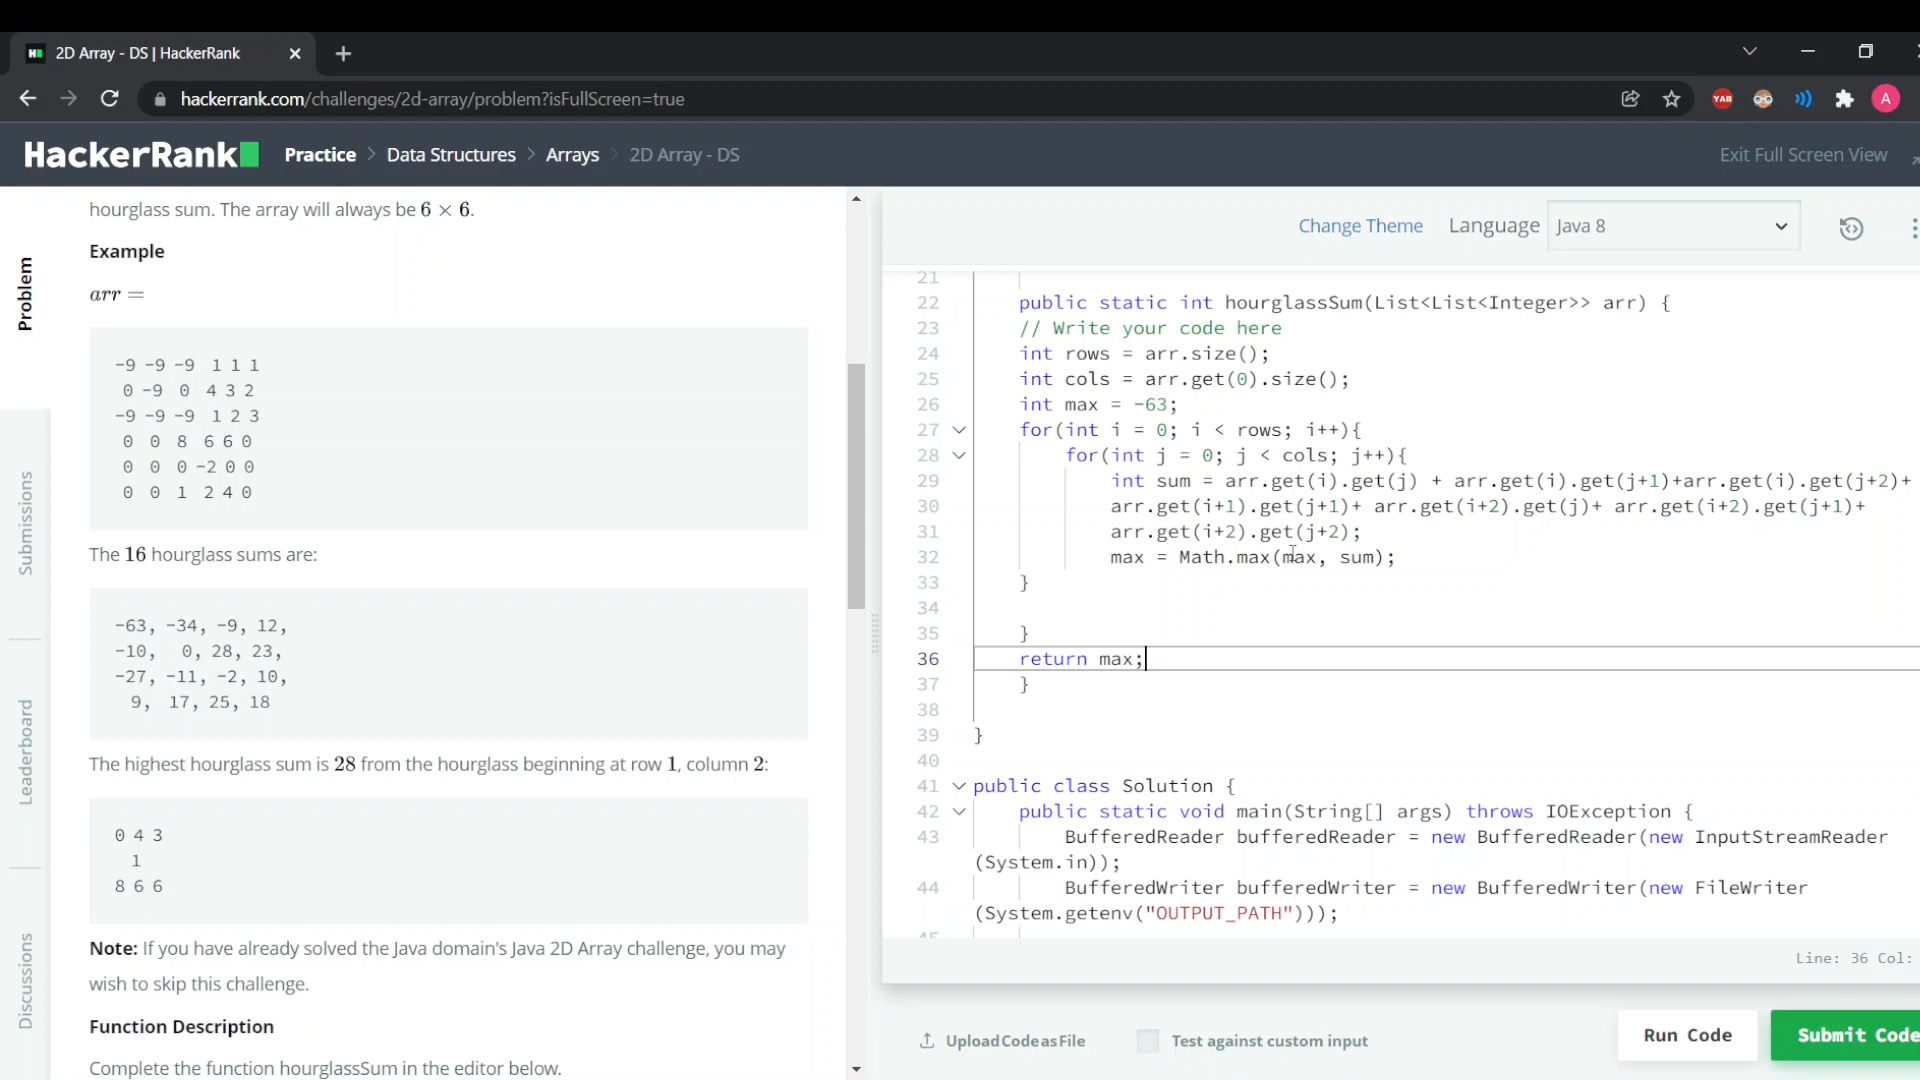 2D Array - DS | HackerRank
hackerrank.com/challenges/2d-array/problem?isFullScreen=true
YAB
A
HackerRank
Practice > Data Structures > Arrays > 2D Array - DS
Exit Full Screen View
Problem
Submissions
Leaderboard
Discussions
hourglass sum. The array will always be 6 × 6.
Example
arr =
-9 -9 -9 1 1 1
0 -9 0 4 3 2
-9 -9 -9 1 2 3
0 0 8 6 6 0
0 0 0 -2 0 0
0 0 1 2 4 0
The 16 hourglass sums are:
-63, -34, -9, 12,
-10, 0, 28, 23,
-27, -11, -2, 10,
9, 17, 25, 18
The highest hourglass sum is 28 from the hourglass beginning at row 1, column 2:
0 4 3
1
8 6 6
Note: If you have already solved the Java domain's Java 2D Array challenge, you may
wish to skip this challenge.
Function Description
Complete the function hourglassSum in the editor below.
Change Theme Language Java 8
21
22 public static int hourglassSum(List<List<Integer>> arr) {
23 // Write your code here
24 int rows = arr.size();
25 int cols = arr.get(0).size();
26 int max = -63;
27 for(int i = 0; i < rows; i++){
28 for(int j = 0; j < cols; j++){
29 int sum = arr.get(i).get(j) + arr.get(i).get(j+1)+arr.get(i).get(j+2)+
30 arr.get(i+1).get(j+1)+ arr.get(i+2).get(j)+ arr.get(i+2).get(j+1)+
31 arr.get(i+2).get(j+2);
32 max = Math.max(max, sum);
33 }
34
35 }
36 return max;
37 }
38
39 }
40
41 public class Solution {
42 public static void main(String[] args) throws IOException {
43 BufferedReader bufferedReader = new BufferedReader(new InputStreamReader
(System.in));
44 BufferedWriter bufferedWriter = new BufferedWriter(new FileWriter
(System.getenv("OUTPUT_PATH")));
Line: 36 Col:
Upload Code as File
Test against custom input
Run Code
Submit Code